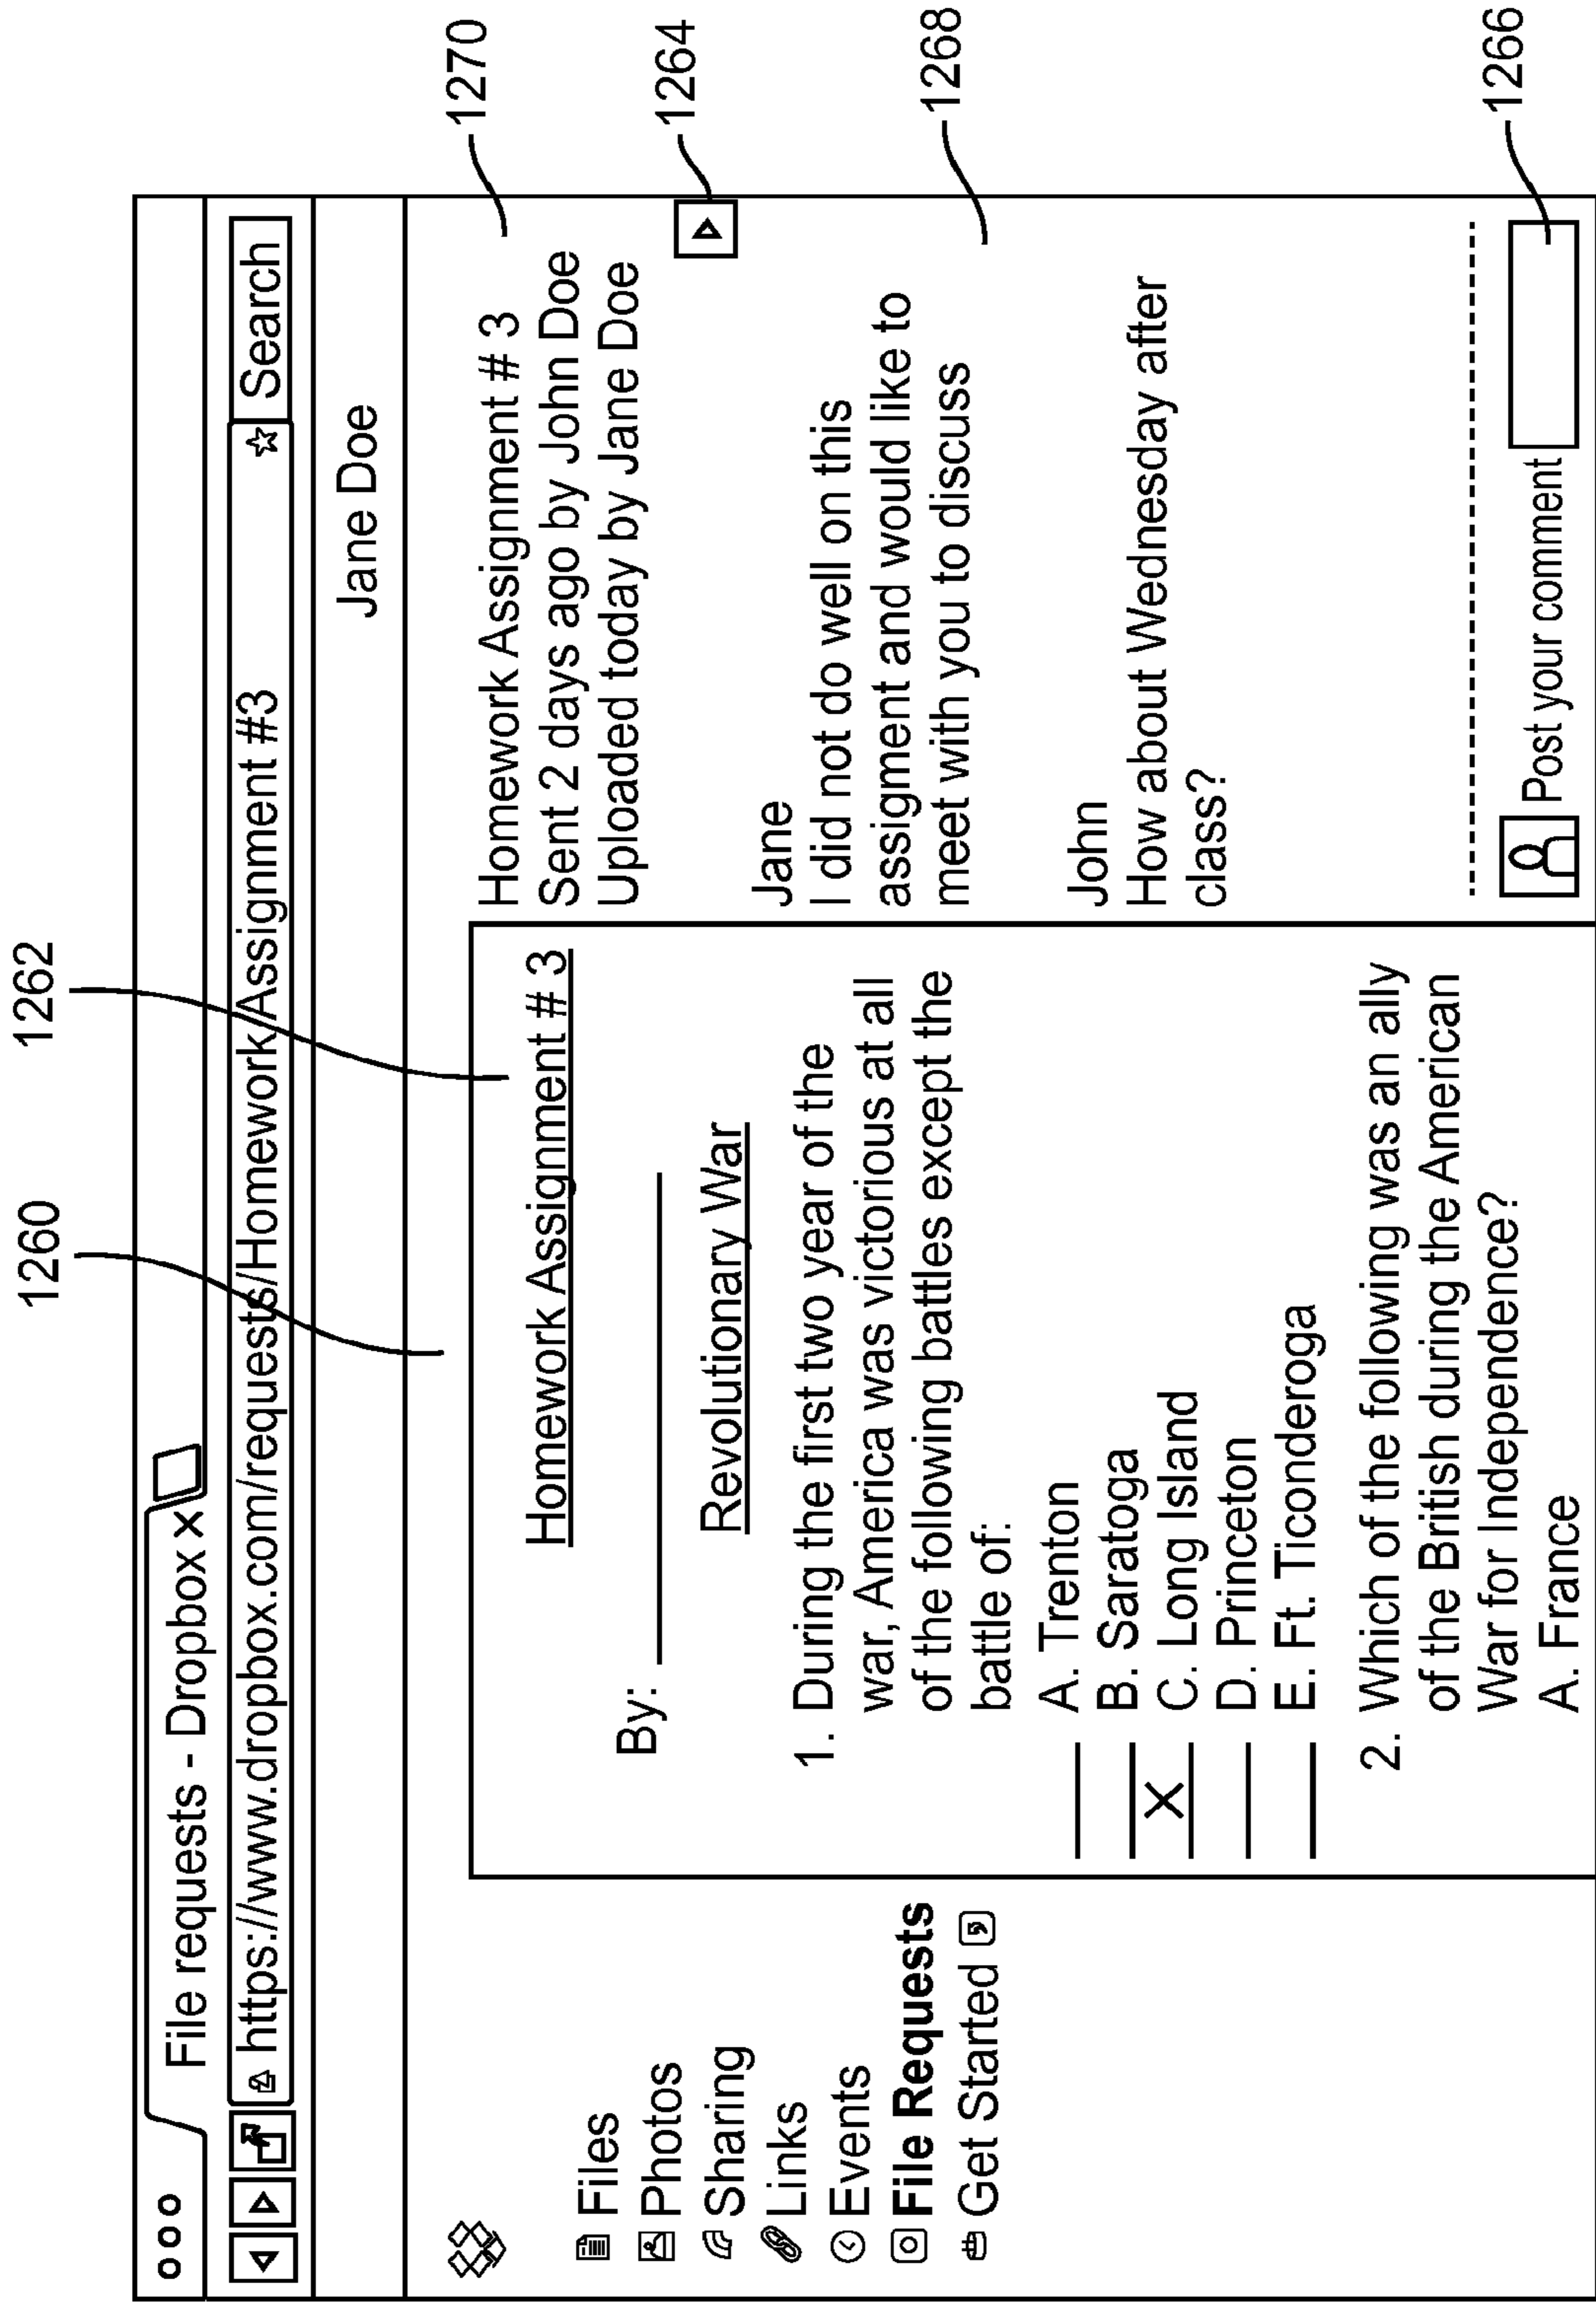 1260
1262
File requests - Dropbox X
https://www.dropbox.com/requests/Homework Assignment #3
Search
Jane Doe
Files
Photos
Sharing
Links
Events
File Requests
Get Started
Homework Assignment # 3
By:
Revolutionary War
1. During the first two year of the
war, America was victorious at all
of the following battles except the
battle of:
A. Trenton
B. Saratoga
X C. Long Island
D. Princeton
E. Ft. Ticonderoga
2. Which of the following was an ally
of the British during the American
War for Independence?
A. France
Homework Assignment # 3
Sent 2 days ago by John Doe
Uploaded today by Jane Doe
Jane
I did not do well on this
assigment and would like to
meet with you to discuss
John
How about Wednesday after
class?
Post your comment
1270
1264
1268
1266